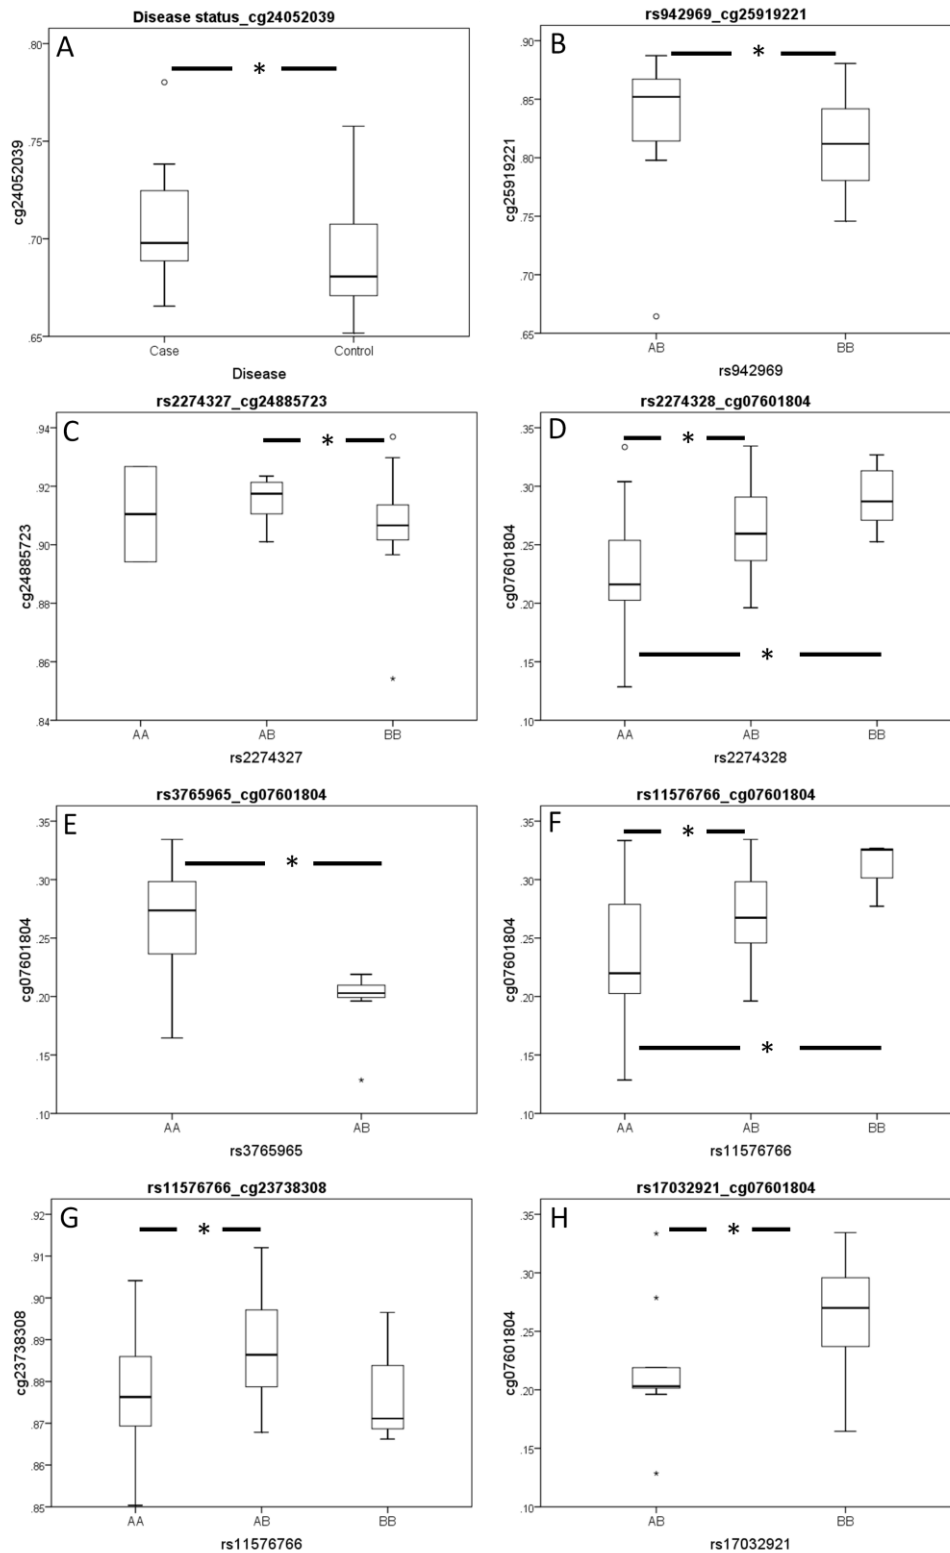 Disease status_cg24052039
A
*
.80
.75
.70
.65
cg24052039
Case Control
Disease
rs942969_cg25919221
B
*
.90
.85
.80
.75
.70
.65
cg25919221
AB BB
rs942969
rs2274327_cg24885723
C
*
.94
.92
.90
.88
.86
.84
*
cg24885723
AA AB BB
rs2274327
rs2274328_cg07601804
D
*
.35
.30
.25
.20
.15
.10
*
cg07601804
AA AB BB
rs2274328
rs3765965_cg07601804
E
*
.35
.30
.25
.20
.15
.10
*
cg07601804
AA AB
rs3765965
rs11576766_cg07601804
F
*
.35
.30
.25
.20
.15
.10
*
cg07601804
AA AB BB
rs11576766
rs11576766_cg23738308
G
*
.92
.91
.90
.89
.88
.87
.86
.85
cg23738308
AA AB BB
rs11576766
rs17032921_cg07601804
H
*
.35
.30
.25
.20
.15
.10
*
*
*
cg07601804
AB BB
rs17032921